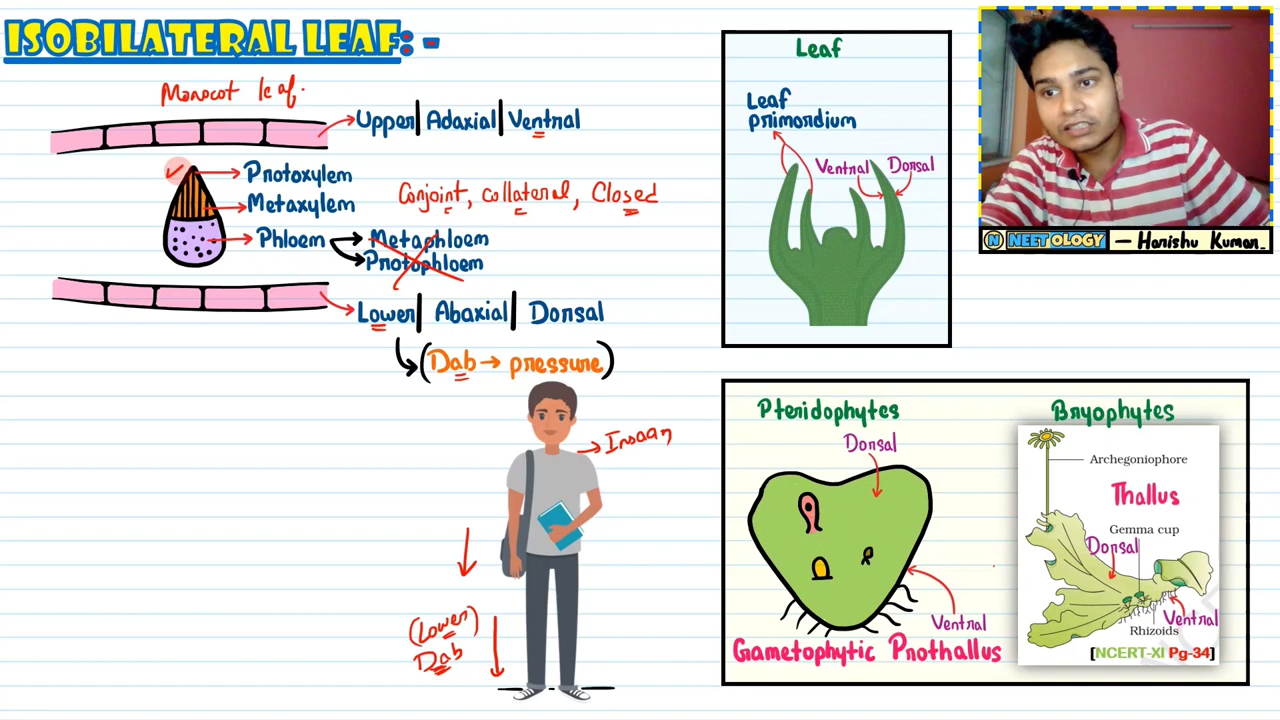 ISOBILATERAL LEAF:-
Monocot leaf.
Upper| Adaxial| Ventral
Protoxylem
Metaxylem
Conjoint, collateral, Closed
Phloem
Metaphloem
Protophloem
Lower| Abaxial| Dorsal
(Dab → pressure)
Insaan
(Lower)
Dab
Leaf
Leaf
primordium
Ventral
Dorsal
N NEETOLOGY – Harishu Kumar
Pteridophytes
Dorsal
Ventral
Gametophytic Prothallus
Bryophytes
Archegoniophore
Thallus
Gemma cup
Dorsal
Ventral
Rhizoids
[NCERT-XI Pg-34]